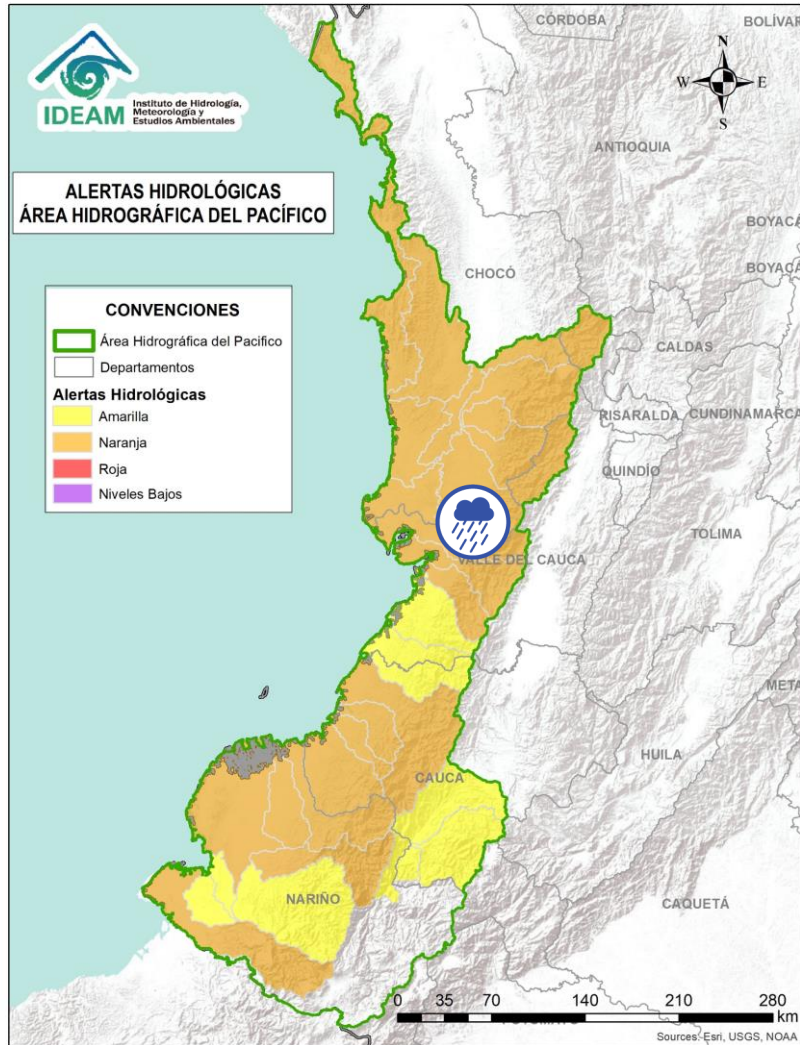 IDEAM
Instituto de Hidrología,
Meteorología y
Estudios Ambientales
CÓRDOBA
BOLÍVAR
N
W
E
S
ANTIOQUIA
ALERTAS HIDROLÓGICAS
ÁREA HIDROGRÁFICA DEL PACÍFICO
BOYACÁ
BOYACÁ
CHOCÓ
CONVENCIONES
Área Hidrográfica del Pacifico
Departamentos
Alertas Hidrológicas
Amarilla
Naranja
Roja
Niveles Bajos
CALDAS
RISARALDA
CUNDINAMARCA
QUINDÍO
TOLIMA
VALLE DEL CAUCA
META
HUILA
CAUCA
NARIÑO
CAQUETÁ
0 35 70 140 210 280
km
Sources: Esri, USGS, NOAA